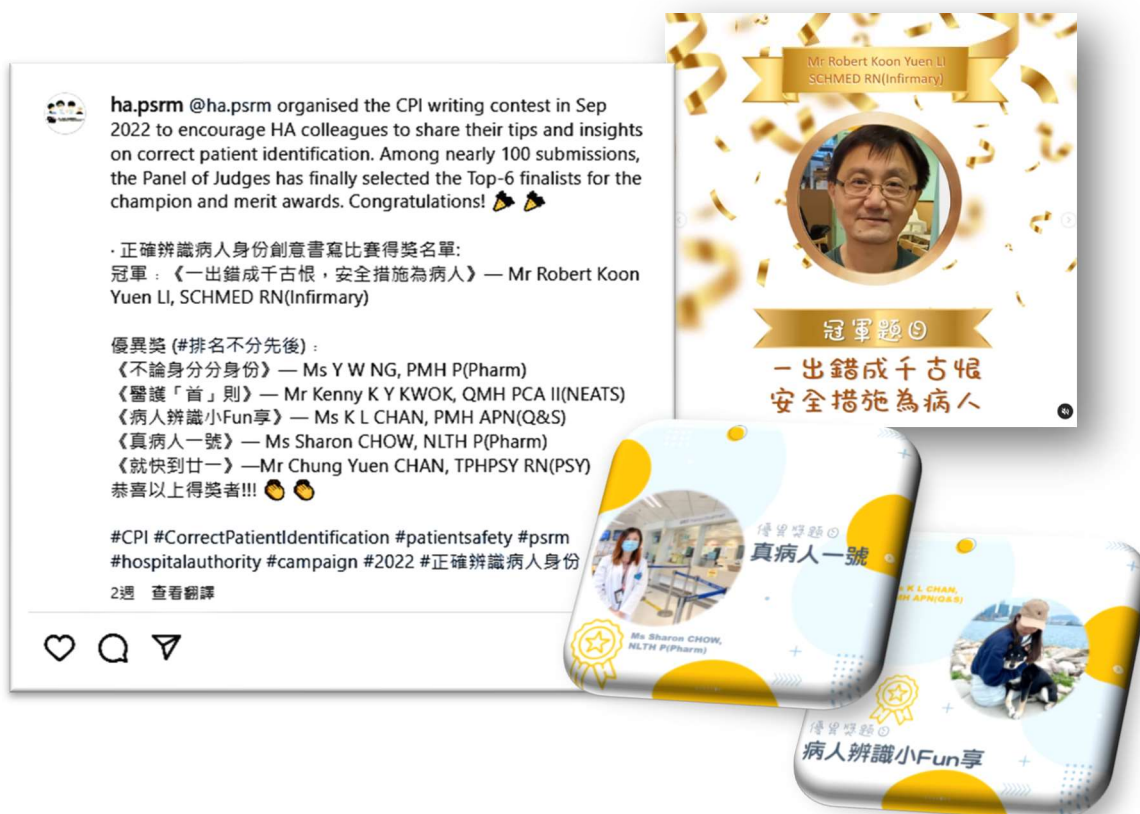 ha.psrm @ha.psrm organised the CPI writing contest in Sep
2022 to encourage HA colleagues to share their tips and insights
on correct patient identification. Among nearly 100 submissions,
the Panel of Judges has finally selected the Top-6 finalists for the
champion and merit awards. Congratulations! 🎉 🎉
· 正確辨識病人身份創意書寫比賽得獎名單:
冠軍﹕《一出錯成千古恨，安全措施為病人》— Mr Robert Koon
Yuen LI, SCHMED RN(Infirmary)
優異獎 (#排名不分先後)﹕
《不論身分分身份》— Ms Y W NG, PMH P(Pharm)
《醫護「首」則》— Mr Kenny K Y KWOK, QMH PCA II(NEATS)
《病人辨識小Fun享》— Ms K L CHAN, PMH APN(Q&S)
《真病人一號》— Ms Sharon CHOW, NLTH P(Pharm)
《就快到廿一》—Mr Chung Yuen CHAN, TPHPSY RN(PSY)
恭喜以上得獎者!!! 👏 👏
#CPI #CorrectPatientIdentification #patientsafety #psrm
#hospitalauthority #campaign #2022 #正確辨識病人身份
2週 查看翻譯
Mr Robert Koon Yuen LI
SCHMED RN(Infirmary)
冠軍題目
一出錯成千古恨
安全措施為病人
優異獎題目
真病人一號
Ms Sharon CHOW,
NLTH P(Pharm)
K L CHAN,
APN(Q&S)
優異獎題目
病人辨識小Fun享